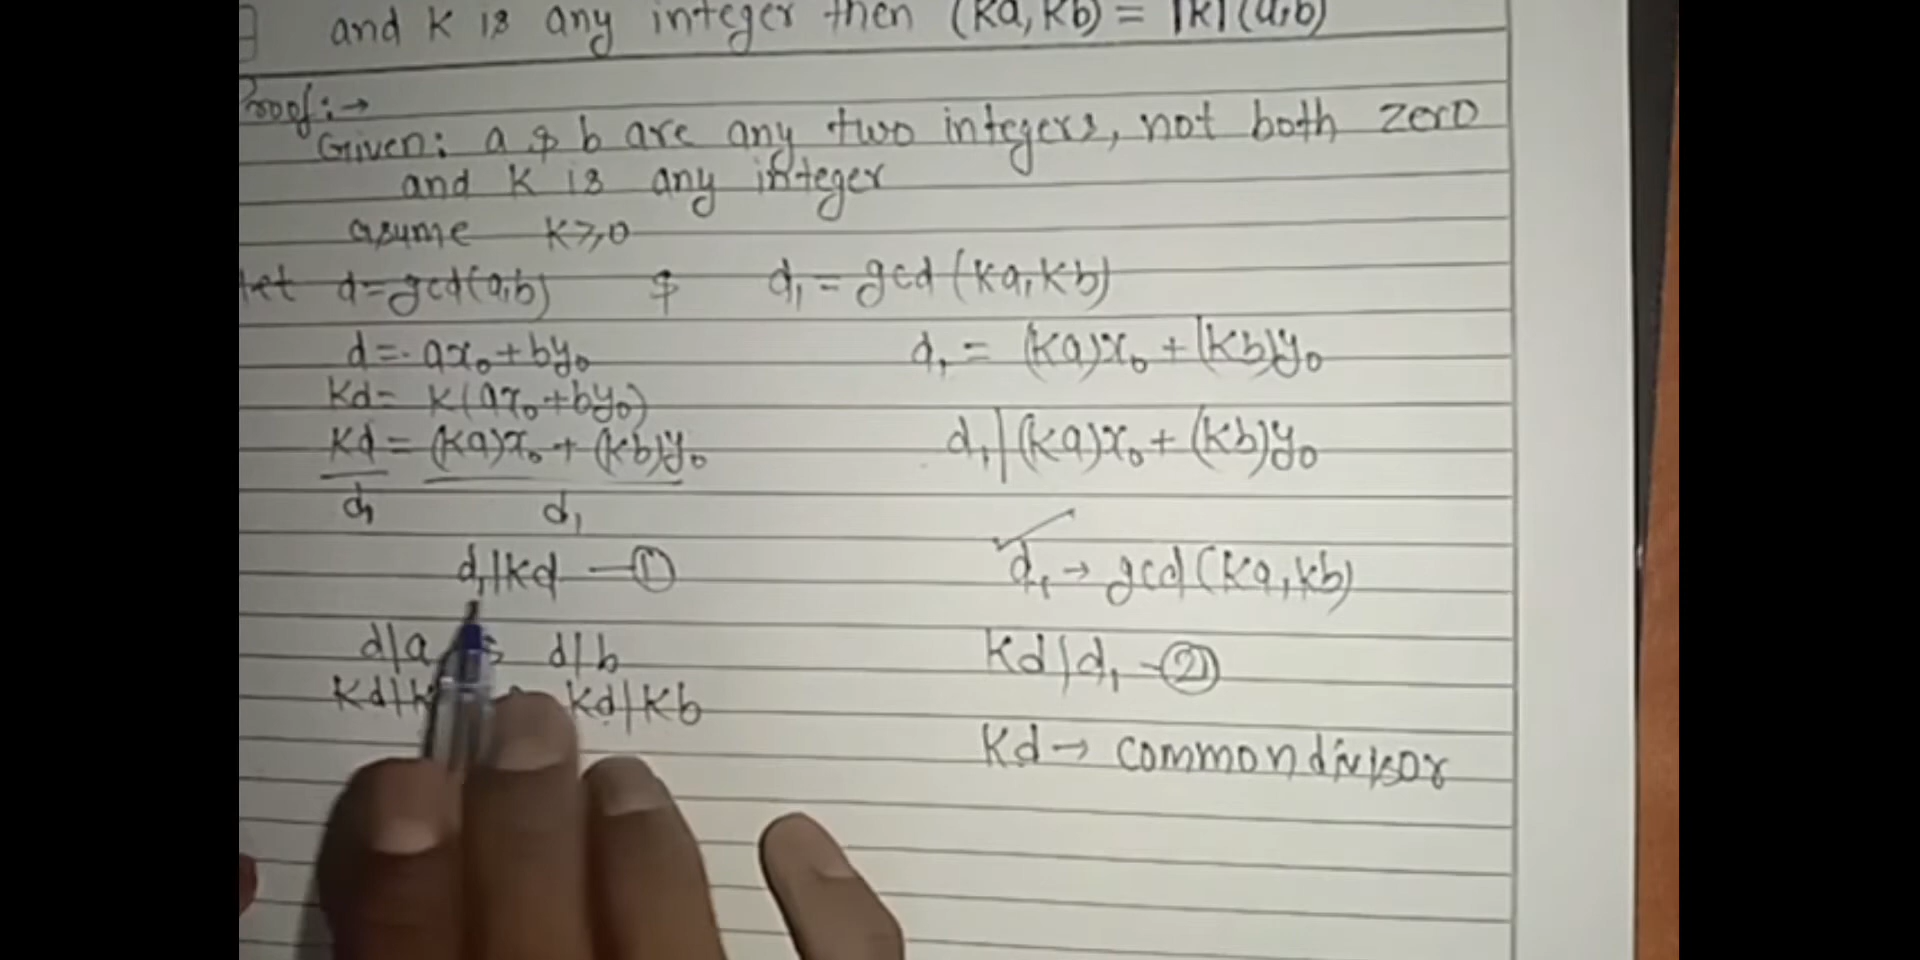 and K is any integer then (Ka, Kb) = |K| (a,b)
Proof:→
Given: a & b are any two integers, not both zero
and K is any integer
asume K≥0
let d=gcd(a,b) & d₁ = gcd (Ka, Kb)
d = ax₀ + by₀ d₁ = (Ka)x₀ + (Kb)y₀
Kd = K(ax₀ + by₀)
Kd = (Ka)x₀ + (Kb)y₀ d₁ | (Ka)x₀ + (Kb)y₀
d₁ d₁
d₁|Kd —① d₁ → gcd (Ka, Kb)
d|a & d|b Kd | d₁ -②
Kd|K Kd|Kb
Kd → common divisor